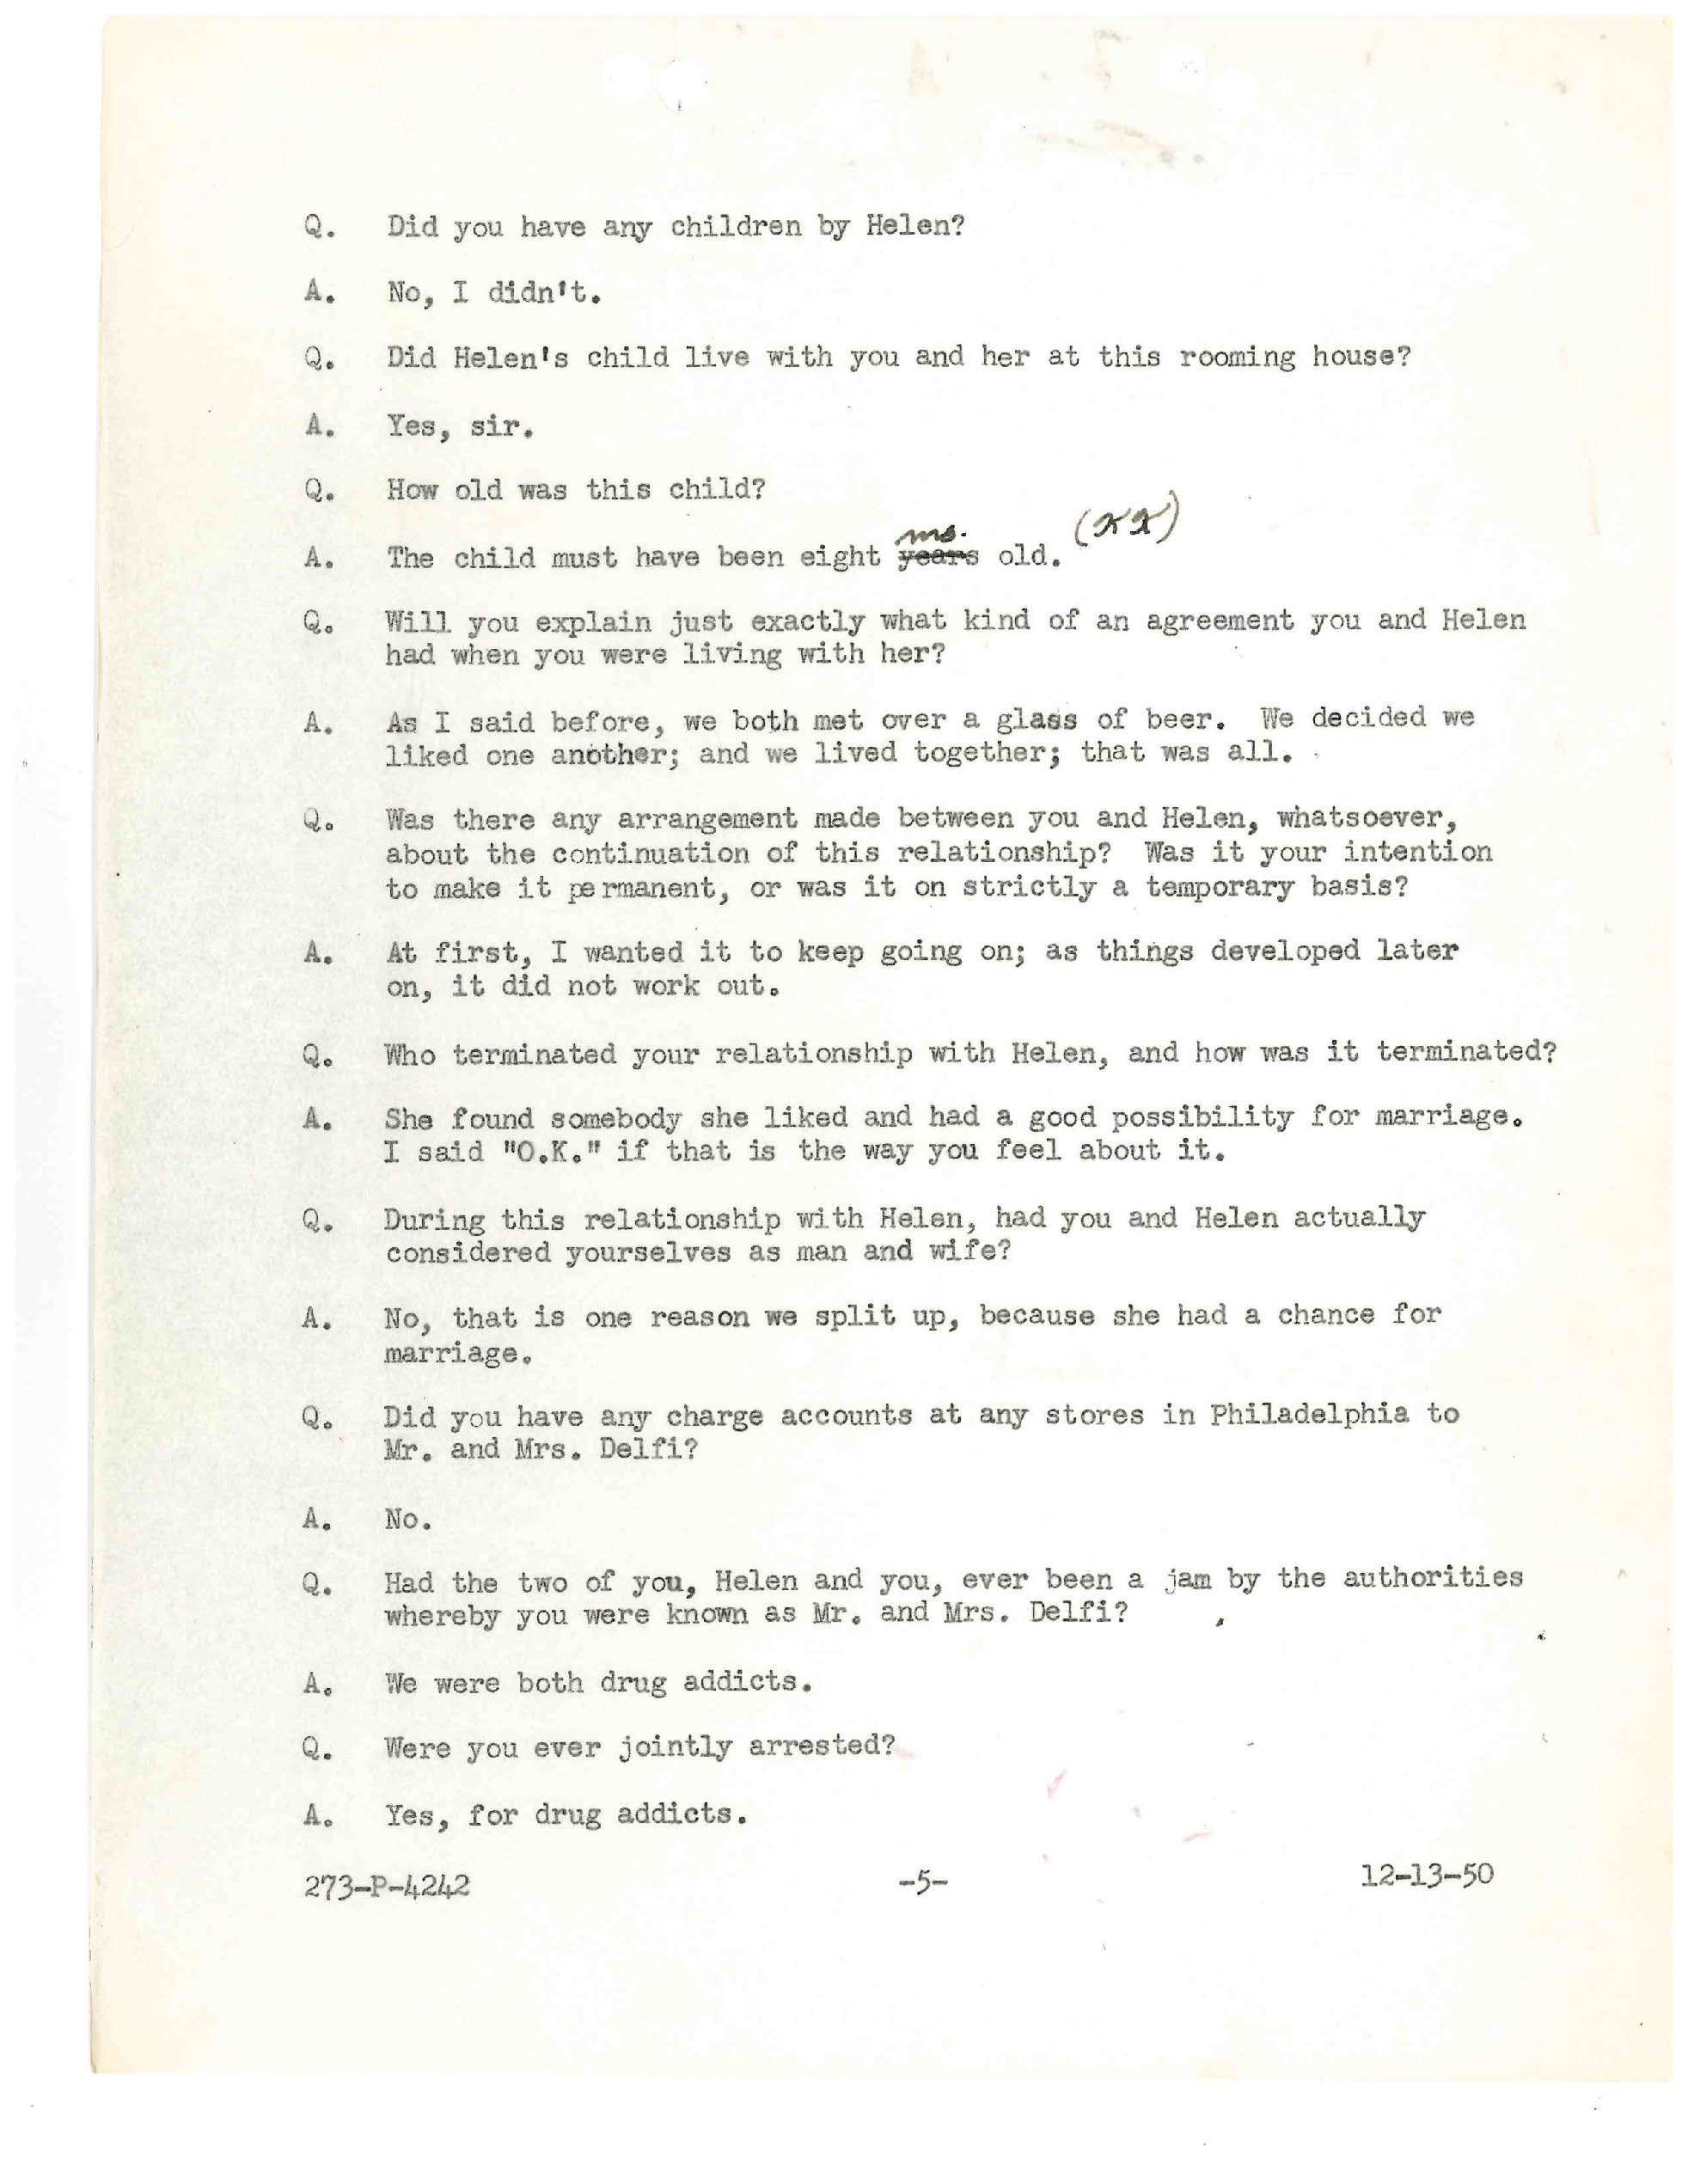 Q. Did you have any children by Helen?
A. No, I didn't.
Q. Did Helen's child live with you and her at this rooming house?
A. Yes, sir.
Q. How old was this child?
mo.
A. The child must have been eight years old.
Q. Will you explain just exactly what kind of an agreement you and Helen
had when you were living with her?
A. As I said before, we both met over a glass of beer. We decided we
liked one another; and we lived together; that was all.
Q. Was there any arrangement made between you and Helen, whatsoever,
about the continuation of this relationship? Was it your intention
to make it permanent, or was it on strictly a temporary basis?
A. At first, I wanted it to keep going on; as things developed later
on, it did not work out.
Q. Who terminated your relationship with Helen, and how was it terminated?
A. She found somebody she liked and had a good possibility for marriage.
I said "O.K." if that is the way you feel about it.
Q. During this relationship with Helen, had you and Helen actually
considered yourselves as man and wife?
A. No, that is one reason we split up, because she had a chance for
marriage.
Q. Did you have any charge accounts at any stores in Philadelphia to
Mr. and Mrs. Delfi?
A. No.
Q. Had the two of you, Helen and you, ever been a jam by the authorities
whereby you were known as Mr. and Mrs. Delfi?
A. We were both drug addicts.
Q. Were you ever jointly arrested?
A. Yes, for drug addicts.
273-P-4242 -5- 12-13-50